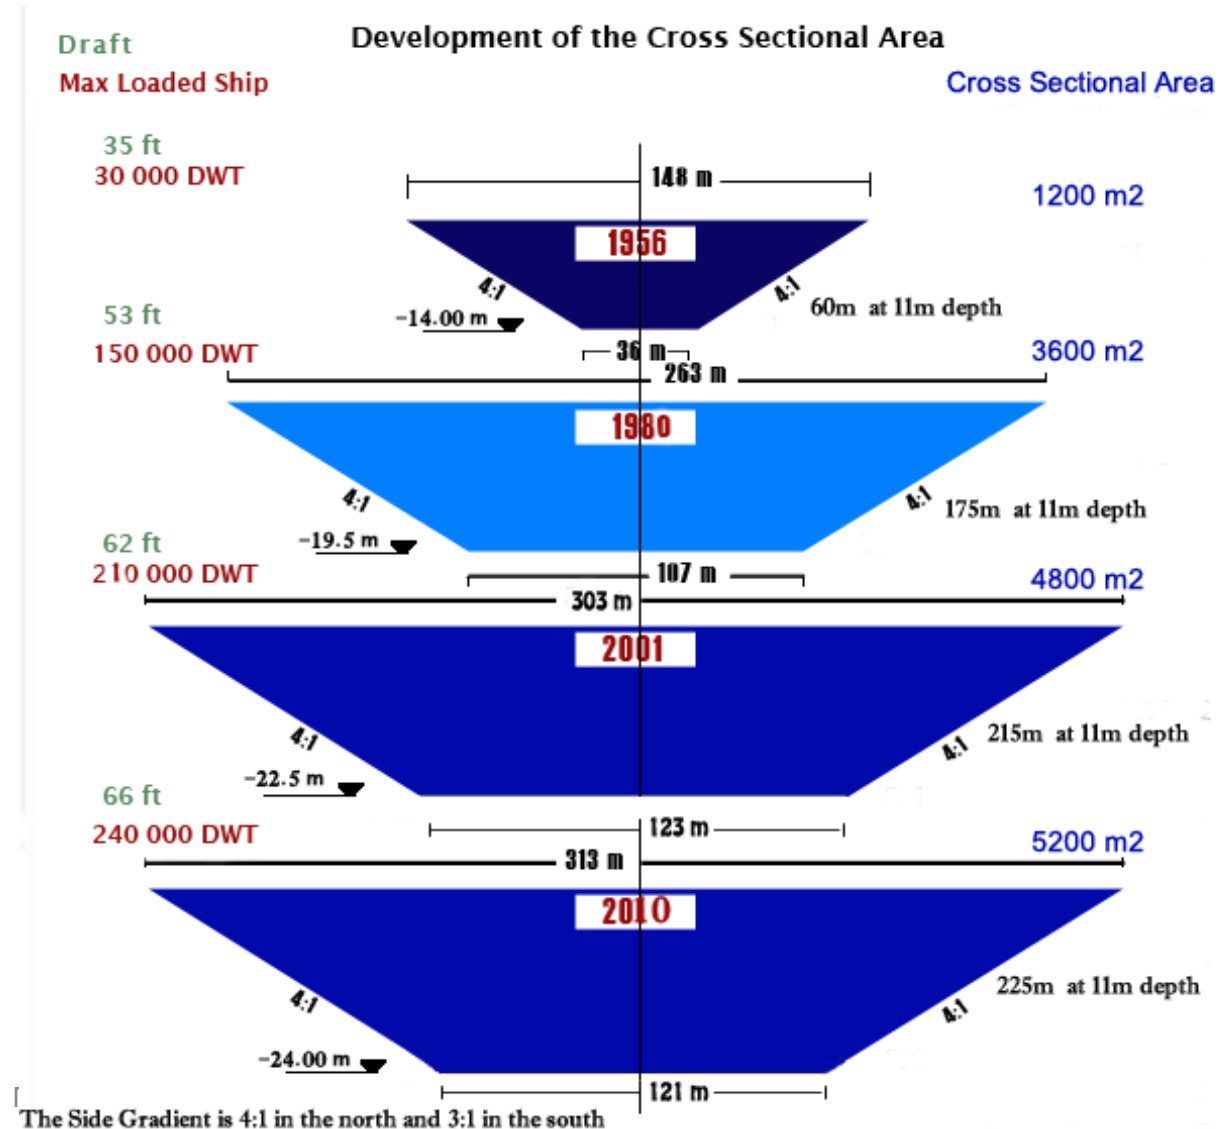 Development of the Cross Sectional Area
Draft
Max Loaded Ship
Cross Sectional Area
35 ft
30 000 DWT
148 m
1200 m2
1956
4:1
4:1
60m at 11m depth
-14.00 m
36 m
53 ft
150 000 DWT
263 m
3600 m2
1980
4:1
4:1
175m at 11m depth
-19.5 m
107 m
62 ft
210 000 DWT
303 m
4800 m2
2001
4:1
4:1
215m at 11m depth
-22.5 m
123 m
66 ft
240 000 DWT
313 m
5200 m2
2010
4:1
4:1
225m at 11m depth
-24.00 m
121 m
The Side Gradient is 4:1 in the north and 3:1 in the south